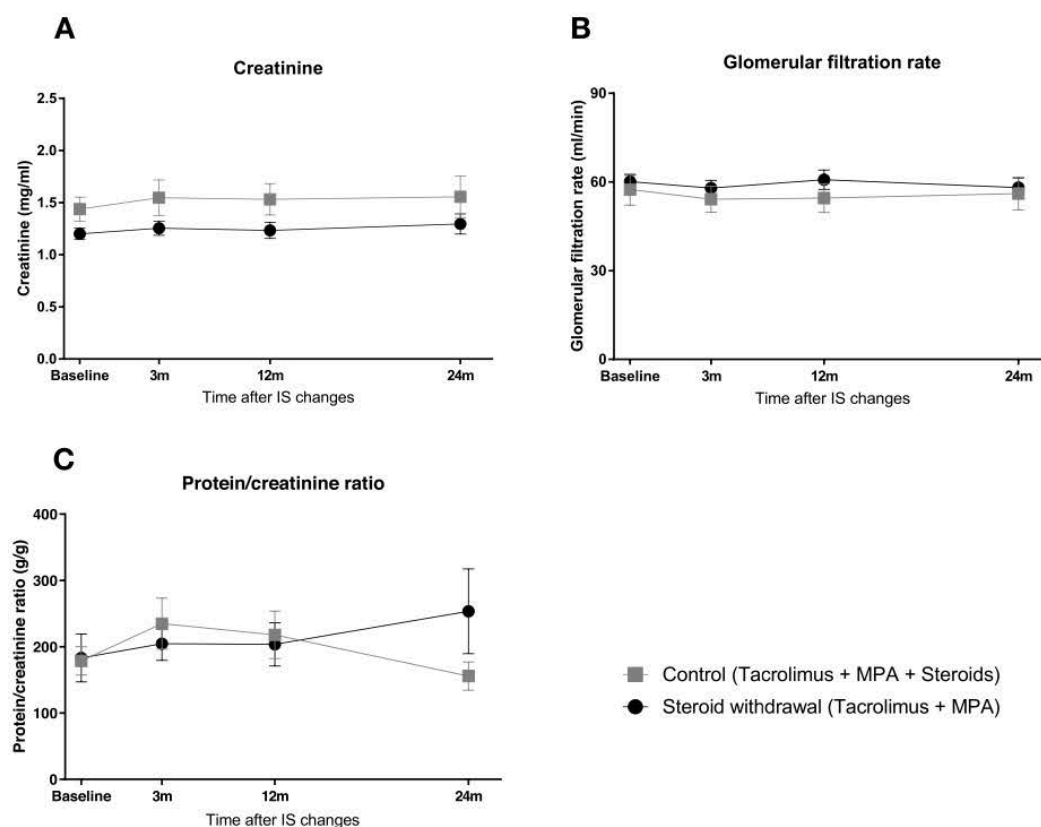 A
Creatinine
Creatinine (mg/ml)
2.5
2.0
1.5
1.0
0.5
0.0
Baseline 3m 12m 24m
Time after IS changes
B
Glomerular filtration rate
Glomerular filtration rate (ml/min)
90
60
30
0
Baseline 3m 12m 24m
Time after IS changes
C
Protein/creatinine ratio
Protein/creatinine ratio (g/g)
400
300
200
100
0
Baseline 3m 12m 24m
Time after IS changes
Control (Tacrolimus + MPA + Steroids)
Steroid withdrawal (Tacrolimus + MPA)